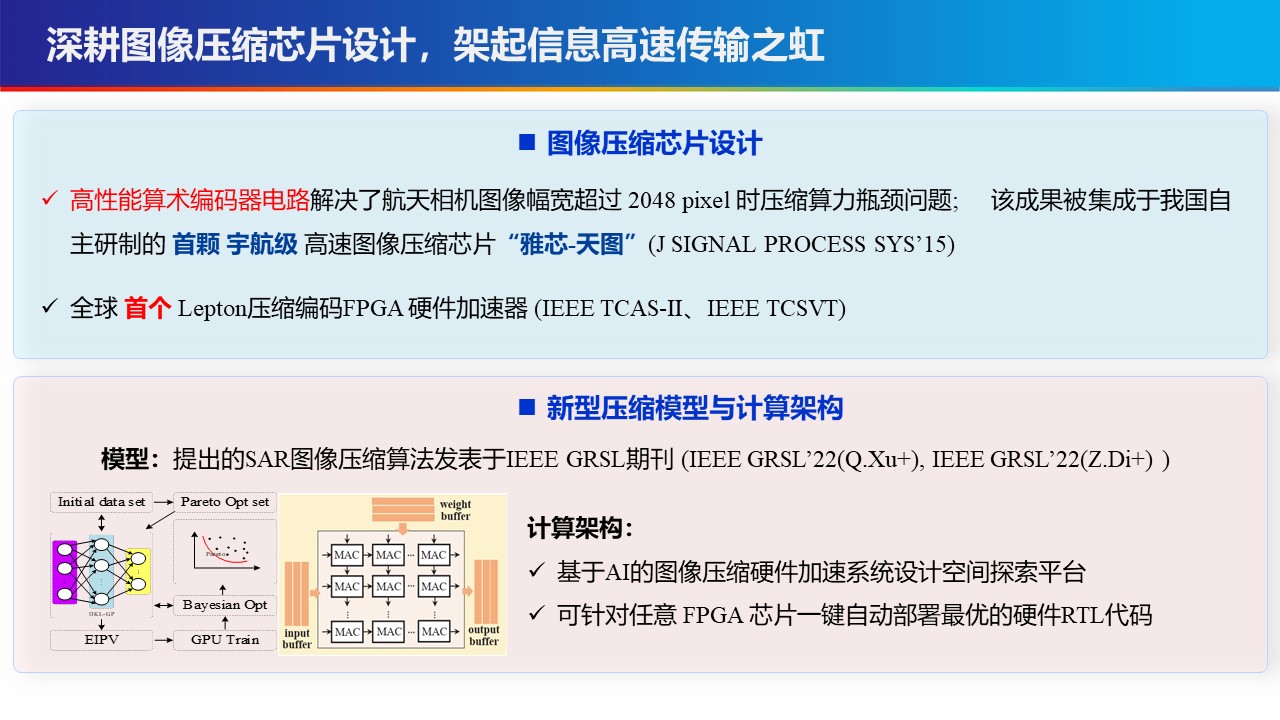 深耕图像压缩芯片设计，架起信息高速传输之虹
■ 图像压缩芯片设计
✓ 高性能算术编码器电路解决了航天相机图像幅宽超过 2048 pixel 时压缩算力瓶颈问题; 该成果被集成于我国自
主研制的 首颗 宇航级 高速图像压缩芯片“雅芯-天图” (J SIGNAL PROCESS SYS’15)
✓ 全球 首个 Lepton压缩编码FPGA 硬件加速器 (IEEE TCAS-II、IEEE TCSVT)
■ 新型压缩模型与计算架构
模型：提出的SAR图像压缩算法发表于IEEE GRSL期刊 (IEEE GRSL’22(Q.Xu+), IEEE GRSL’22(Z.Di+) )
Initial data set
Pareto Opt set
Pareto
DKL-GP
Bayesian Opt
EIPV
GPU Train
weight
buffer
MAC MAC ··· MAC
MAC MAC ··· MAC
MAC MAC ··· MAC
input
buffer
output
buffer
计算架构：
✓ 基于AI的图像压缩硬件加速系统设计空间探索平台
✓ 可针对任意 FPGA 芯片一键自动部署最优的硬件RTL代码